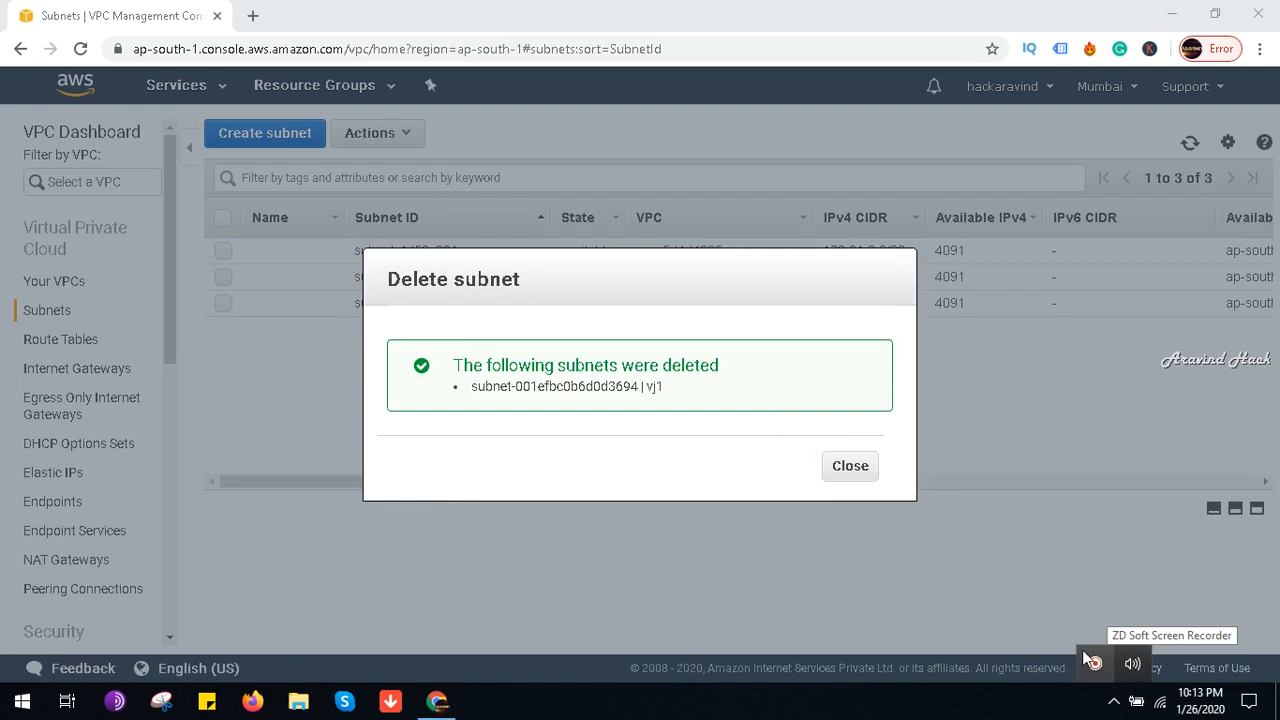 Subnets | VPC Management Con
ap-south-1.console.aws.amazon.com/vpc/home?region=ap-south-1#subnets:sort=SubnetId
IQ
K
Error
aws
Services
Resource Groups
hackaravind
Mumbai
Support
VPC Dashboard
Filter by VPC:
Select a VPC
Create subnet
Actions
Filter by tags and attributes or search by keyword
1 to 3 of 3
Name
Subnet ID
State
VPC
IPv4 CIDR
Available IPv4
IPv6 CIDR
Availab
4091
-
ap-south
4091
-
ap-south
4091
-
ap-south
Virtual Private
Cloud
Your VPCs
Subnets
Route Tables
Internet Gateways
Egress Only Internet
Gateways
DHCP Options Sets
Elastic IPs
Endpoints
Endpoint Services
NAT Gateways
Peering Connections
Security
Delete subnet
The following subnets were deleted
subnet-001efbc0b6d0d3694 | vj1
Close
Aravind Hack
ZD Soft Screen Recorder
Feedback
English (US)
© 2008 - 2020, Amazon Internet Services Private Ltd. or its affiliates. All rights reserved.
Terms of Use
10:13 PM
1/26/2020